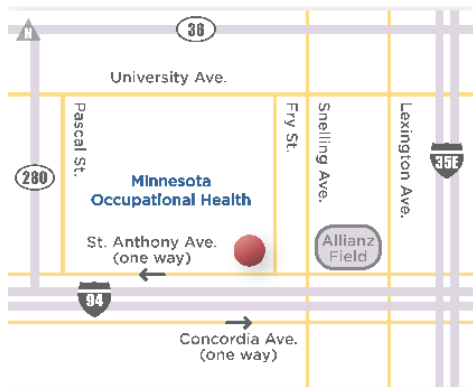 N
36
University Ave.
Pascal St.
Fry St.
Snelling Ave.
Lexington Ave.
35E
280
Minnesota
Occupational Health
St. Anthony Ave.
(one way)
Allianz
Field
94
Concordia Ave.
(one way)